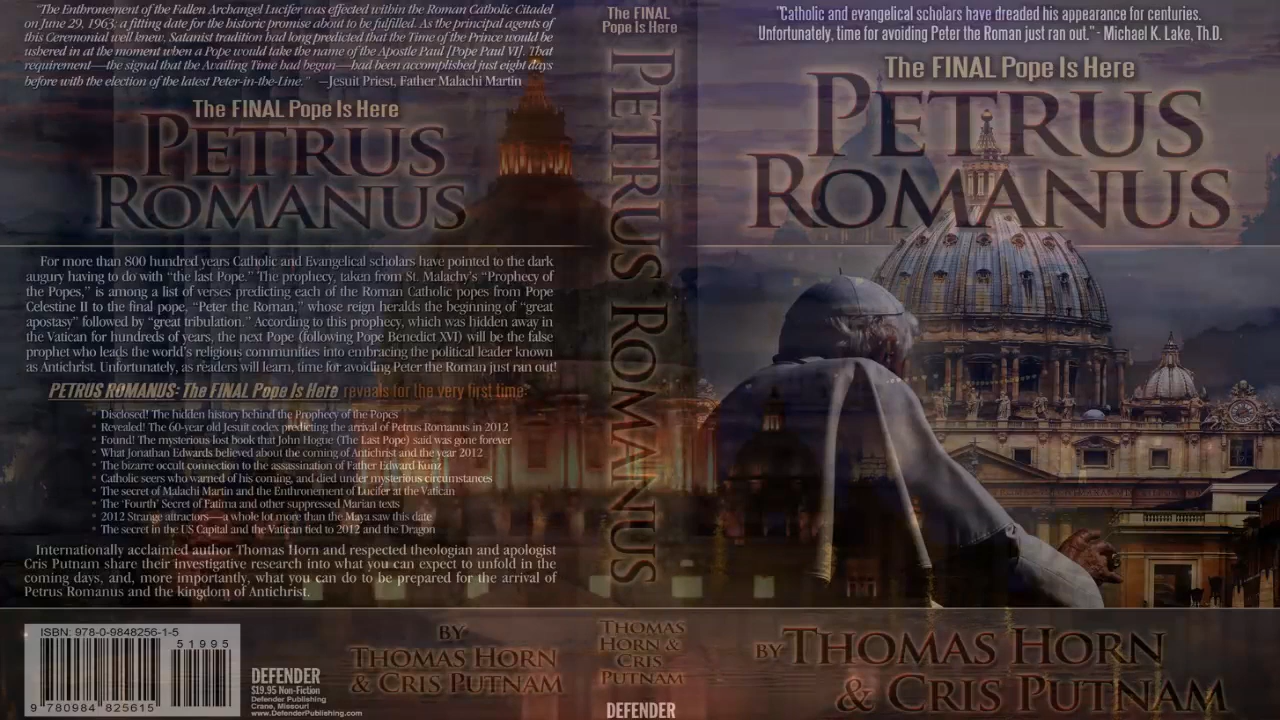 "The Enthronement of the Fallen Archangel Lucifer was effected within the Roman Catholic Citadel
on June 29, 1963; a fitting date for the historic promise about to be fulfilled. As the principal agents of
this Ceremonial well knew, Satanist tradition had long predicted that the Time of the Prince would be
ushered in at the moment when a Pope would take the name of the Apostle Paul [Pope Paul VI]. That
requirement—the signal that the Availing Time had begun—had been accomplished just eight days
before with the election of the latest Peter-in-the-Line." —Jesuit Priest, Father Malachi Martin
The FINAL Pope Is Here
PETRUS
ROMANUS
For more than 800 hundred years Catholic and Evangelical scholars have pointed to the dark
augury having to do with "the last Pope." The prophecy, taken from St. Malachy's "Prophecy of
the Popes," is among a list of verses predicting each of the Roman Catholic popes from Pope
Celestine II to the final pope, "Peter the Roman," whose reign heralds the beginning of "great
apostasy" followed by "great tribulation." According to this prophecy, which was hidden away in
the Vatican for hundreds of years, the next Pope (following Pope Benedict XVI) will be the false
prophet who leads the world's religious communities into embracing the political leader known
as Antichrist. Unfortunately, as readers will learn, time for avoiding Peter the Roman just ran out!
PETRUS ROMANUS: The FINAL Pope Is Here reveals for the very first time:
* Disclosed! The hidden history behind the Prophecy of the Popes
* Revealed! The 60-year old Jesuit codex predicting the arrival of Petrus Romanus in 2012
* Found! The mysterious lost book that John Hogue (The Last Pope) said was gone forever
* What Jonathan Edwards believed about the coming of Antichrist and the year 2012
* The bizarre occult connection to the assassination of Father Edward Kunz
* Catholic seers who warned of his coming, and died under mysterious circumstances
* The secret of Malachi Martin and the Enthronement of Lucifer at the Vatican
* The 'Fourth' Secret of Fatima and other suppressed Marian texts
* 2012 Strange attractors—a whole lot more than the Maya saw this date
* The secret in the US Capital and the Vatican tied to 2012 and the Dragon
Internationally acclaimed author Thomas Horn and respected theologian and apologist
Cris Putnam share their investigative research into what you can expect to unfold in the
coming days, and, more importantly, what you can do to be prepared for the arrival of
Petrus Romanus and the kingdom of Antichrist.
ISBN: 978-0-9848256-1-5
51995
9 780984 825615
DEFENDER
$19.95 Non-Fiction
Defender Publishing
Crane, Missouri
www.DefenderPublishing.com
BY
THOMAS HORN
& CRIS PUTNAM
The FINAL
Pope Is Here
PETRUS ROMANUS
THOMAS
HORN &
CRIS
PUTNAM
DEFENDER
"Catholic and evangelical scholars have dreaded his appearance for centuries.
Unfortunately, time for avoiding Peter the Roman just ran out." - Michael K. Lake, Th.D.
The FINAL Pope Is Here
PETRUS
ROMANUS
BY THOMAS HORN
& CRIS PUTNAM